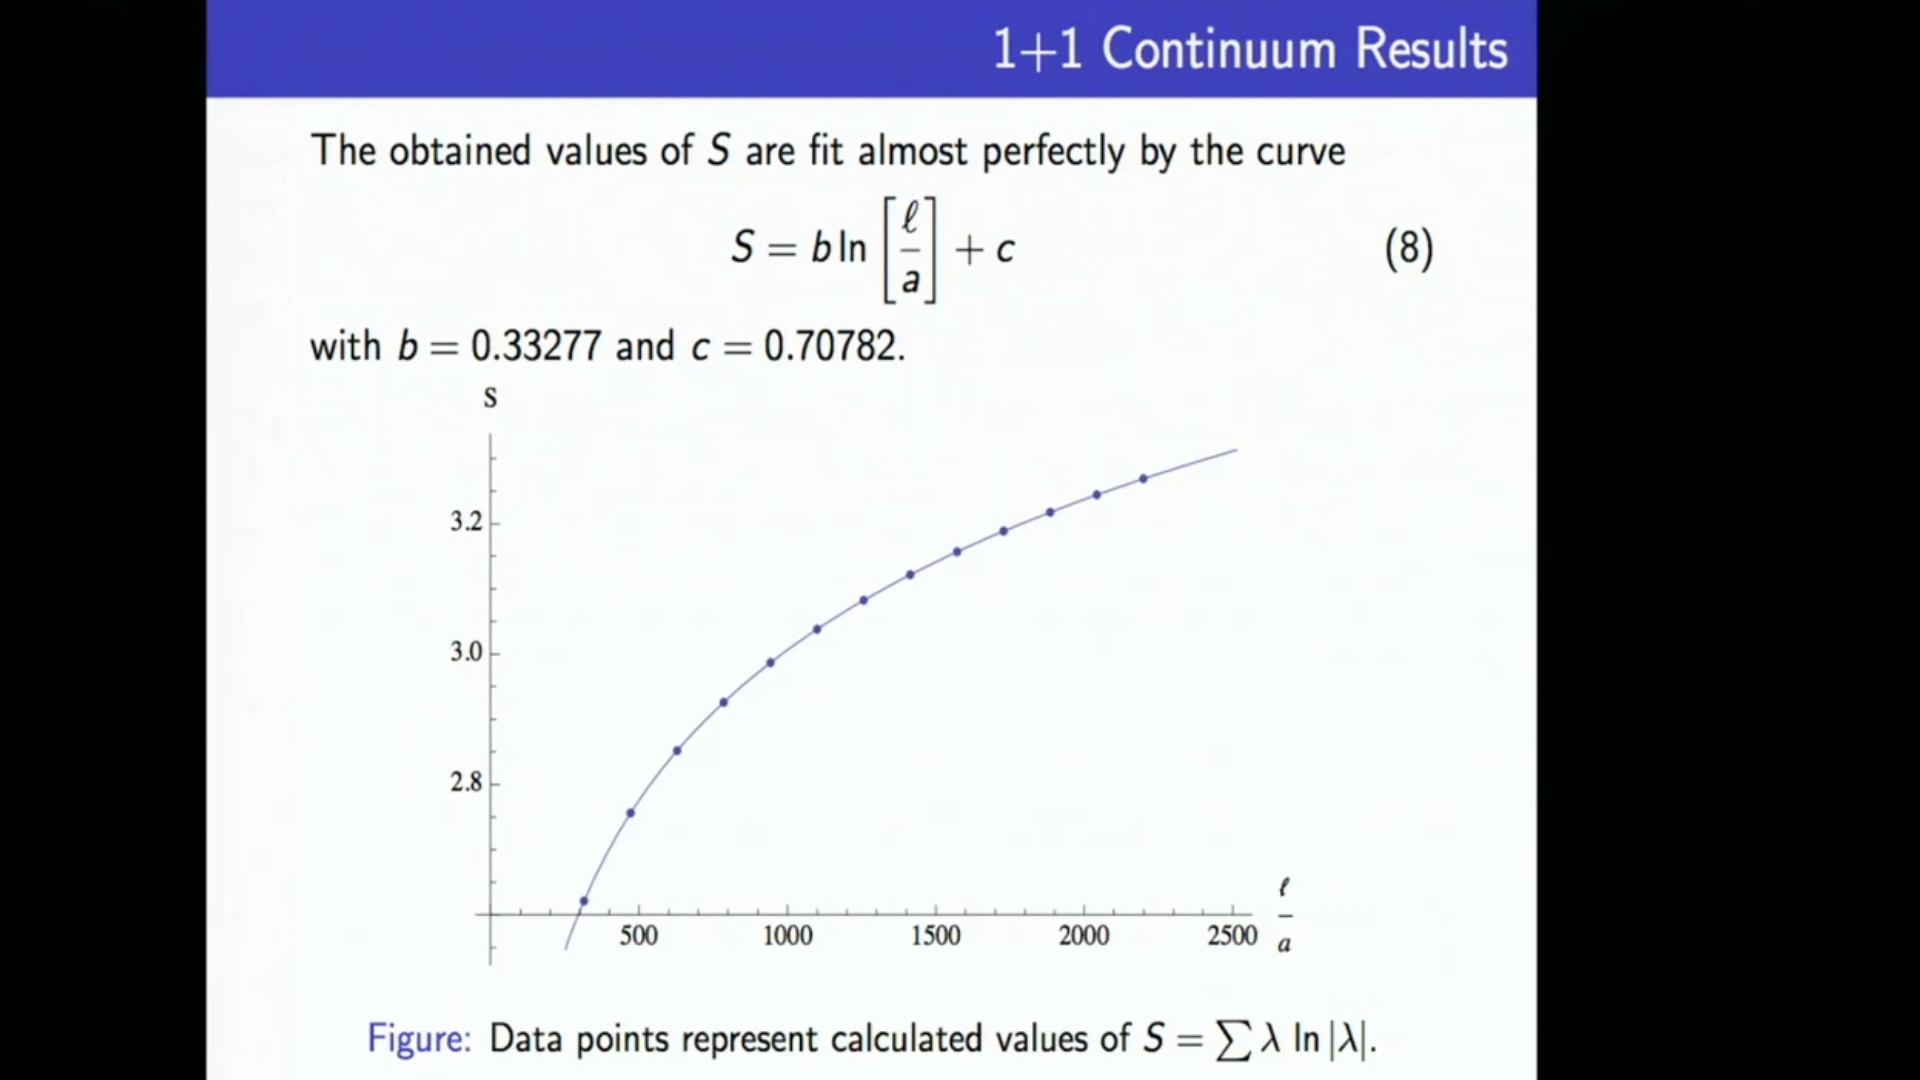 1+1 Continuum Results
The obtained values of S are fit almost perfectly by the curve
S = b ln [ℓ/a] + c (8)
with b = 0.33277 and c = 0.70782.
S
3.2
3.0
2.8
500 1000 1500 2000 2500
ℓ/a
Figure: Data points represent calculated values of S = ∑ λ ln |λ|.